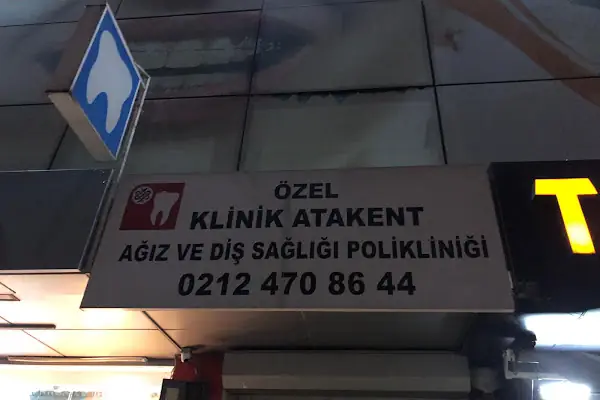 ÖZEL
KLİNİK ATAKENT
AĞIZ VE DİŞ SAĞLIĞI POLİKLİNİĞİ
0212 470 86 44
T